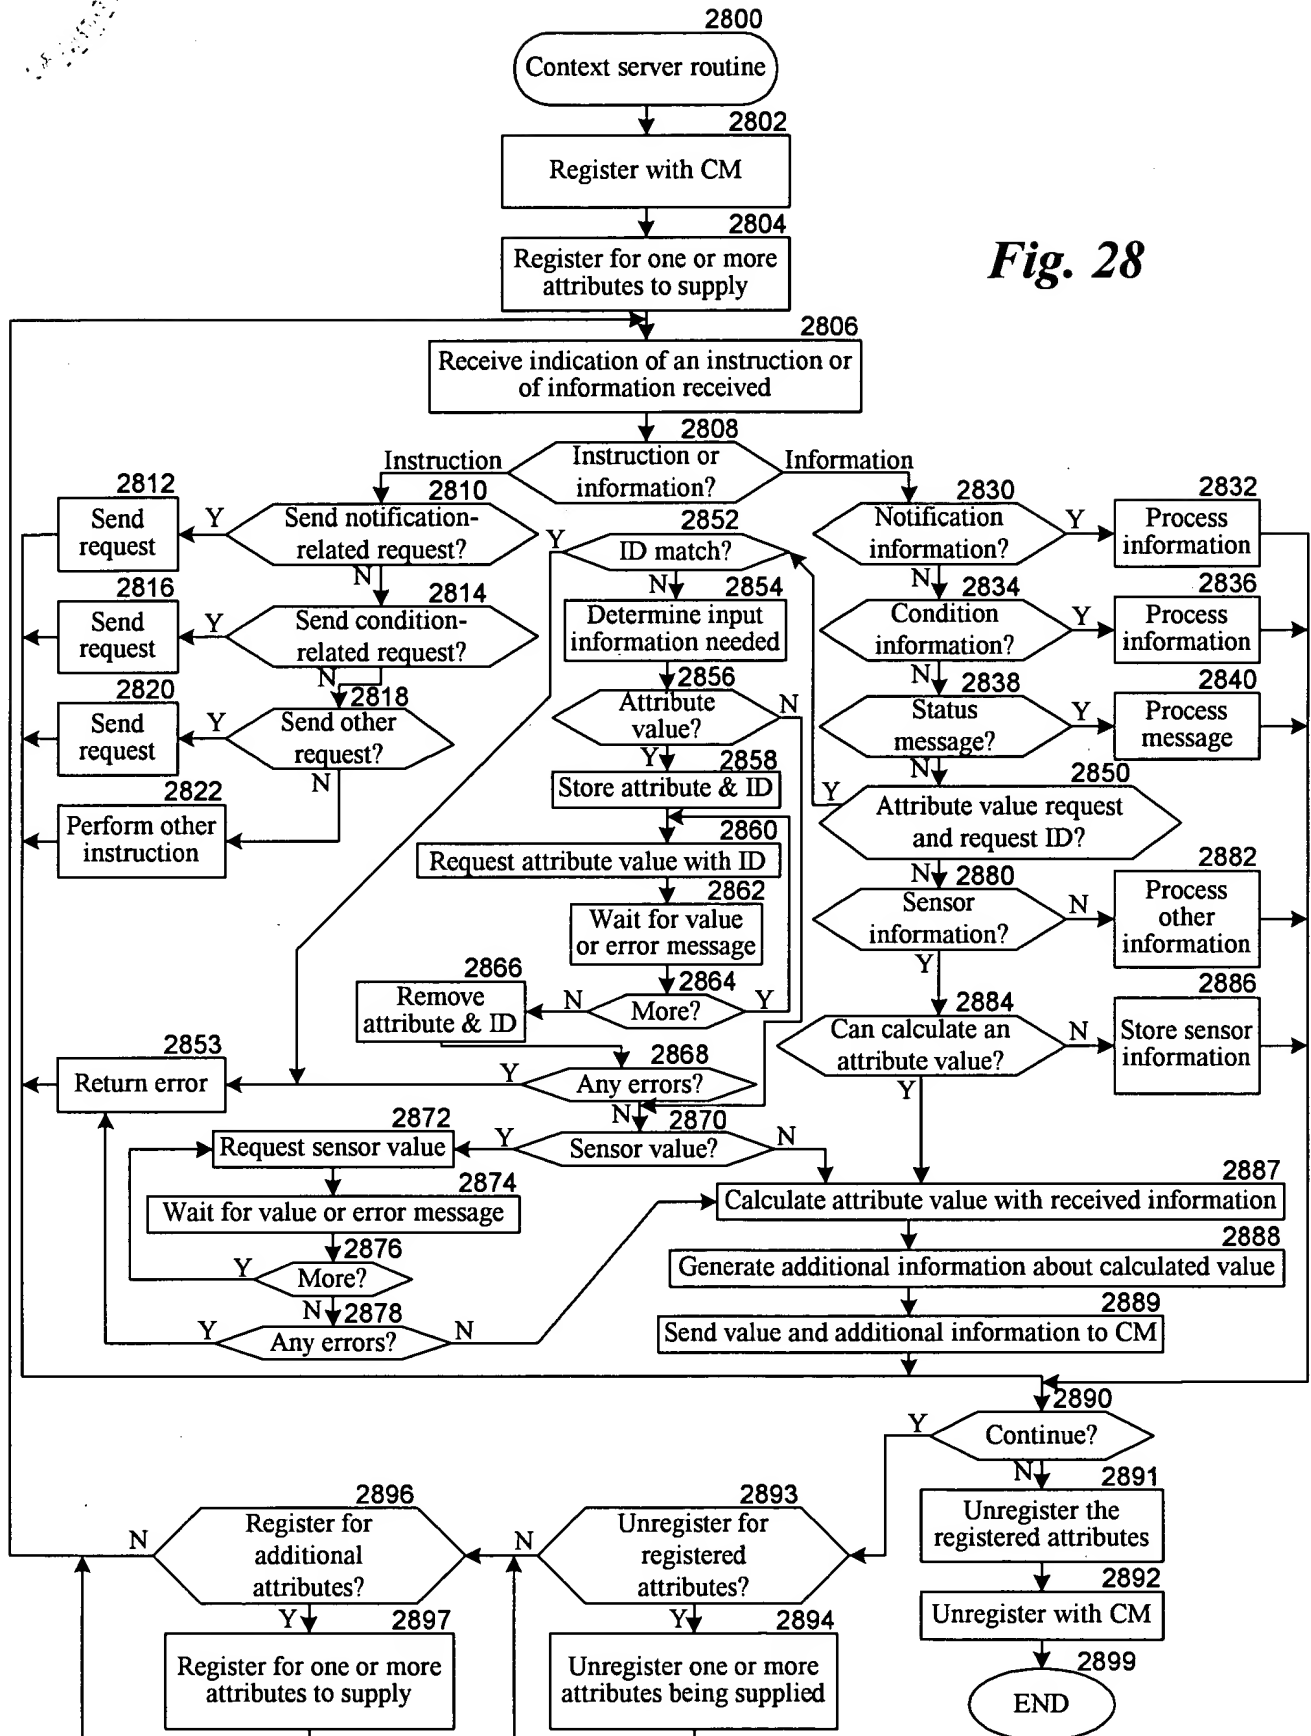 2800
Context server routine
2802
Register with CM
2804
Register for one or more
attributes to supply
Fig. 28
2806
Receive indication of an instruction or
of information received
2808
Instruction or
information?
Instruction
Information
2812
Send
request
Y
2810
Send notification-
related request?
N
2816
Send
request
Y
2814
Send condition-
related request?
N
2820
Send
request
Y
2818
Send other
request?
N
2822
Perform other
instruction
Y
2852
ID match?
N
2854
Determine input
information needed
2856
Attribute
value?
N
Y
2858
Store attribute & ID
2860
Request attribute value with ID
2862
Wait for value
or error message
2864
More?
Y
N
2866
Remove
attribute & ID
2868
Any errors?
Y
N
2853
Return error
2870
Sensor value?
Y
N
2872
Request sensor value
2874
Wait for value or error message
2876
More?
Y
N
2878
Any errors?
Y
N
2830
Notification
information?
Y
N
2832
Process
information
2834
Condition
information?
Y
N
2836
Process
information
2838
Status
message?
Y
N
2840
Process
message
2850
Attribute value request
and request ID?
Y
N
2880
Sensor
information?
N
Y
2882
Process
other
information
2884
Can calculate an
attribute value?
N
Y
2886
Store sensor
information
2887
Calculate attribute value with received information
2888
Generate additional information about calculated value
2889
Send value and additional information to CM
2890
Continue?
Y
N
2891
Unregister the
registered attributes
2892
Unregister with CM
2899
END
2893
Unregister for
registered
attributes?
N
Y
2894
Unregister one or more
attributes being supplied
2896
Register for
additional
attributes?
N
Y
2897
Register for one or more
attributes to supply